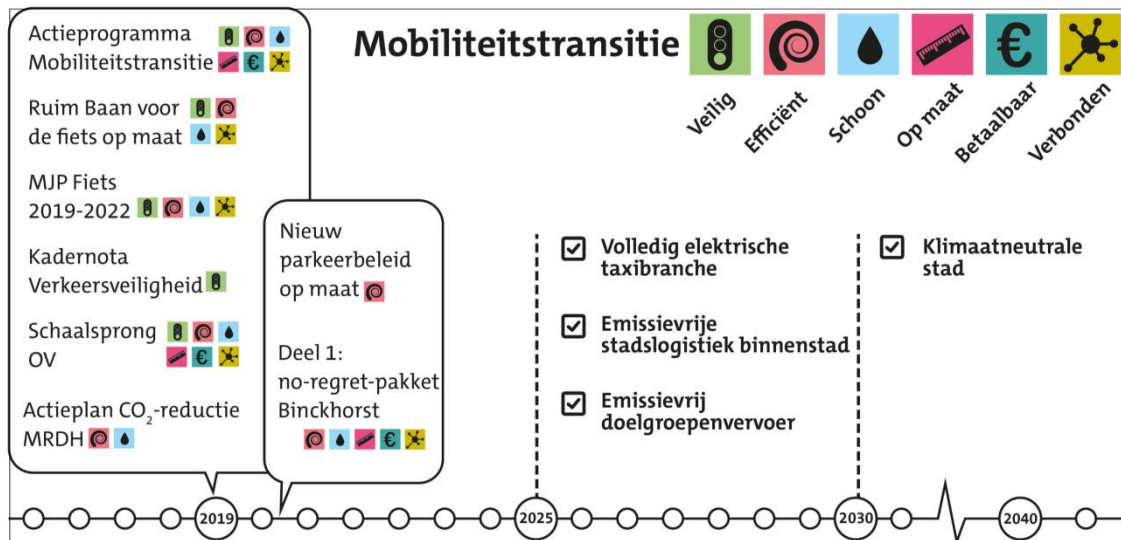 Mobiliteitstransitie
Veilig
Efficiënt
Schoon
Op maat
€
Betaalbaar
Verbonden
Actieprogramma
Mobiliteitstransitie €
Ruim Baan voor
de fiets op maat
MJP Fiets
2019-2022
Kadernota
Verkeersveiligheid
Schaalsprong
OV €
Actieplan CO₂-reductie
MRDH
Nieuw
parkeerbeleid
op maat
Deel 1:
no-regret-pakket
Binckhorst
€
Volledig elektrische
taxibranche
Emissievrije
stadslogistiek binnenstad
Emissievrij
doelgroepenvervoer
Klimaatneutrale
stad
2019
2025
2030
2040